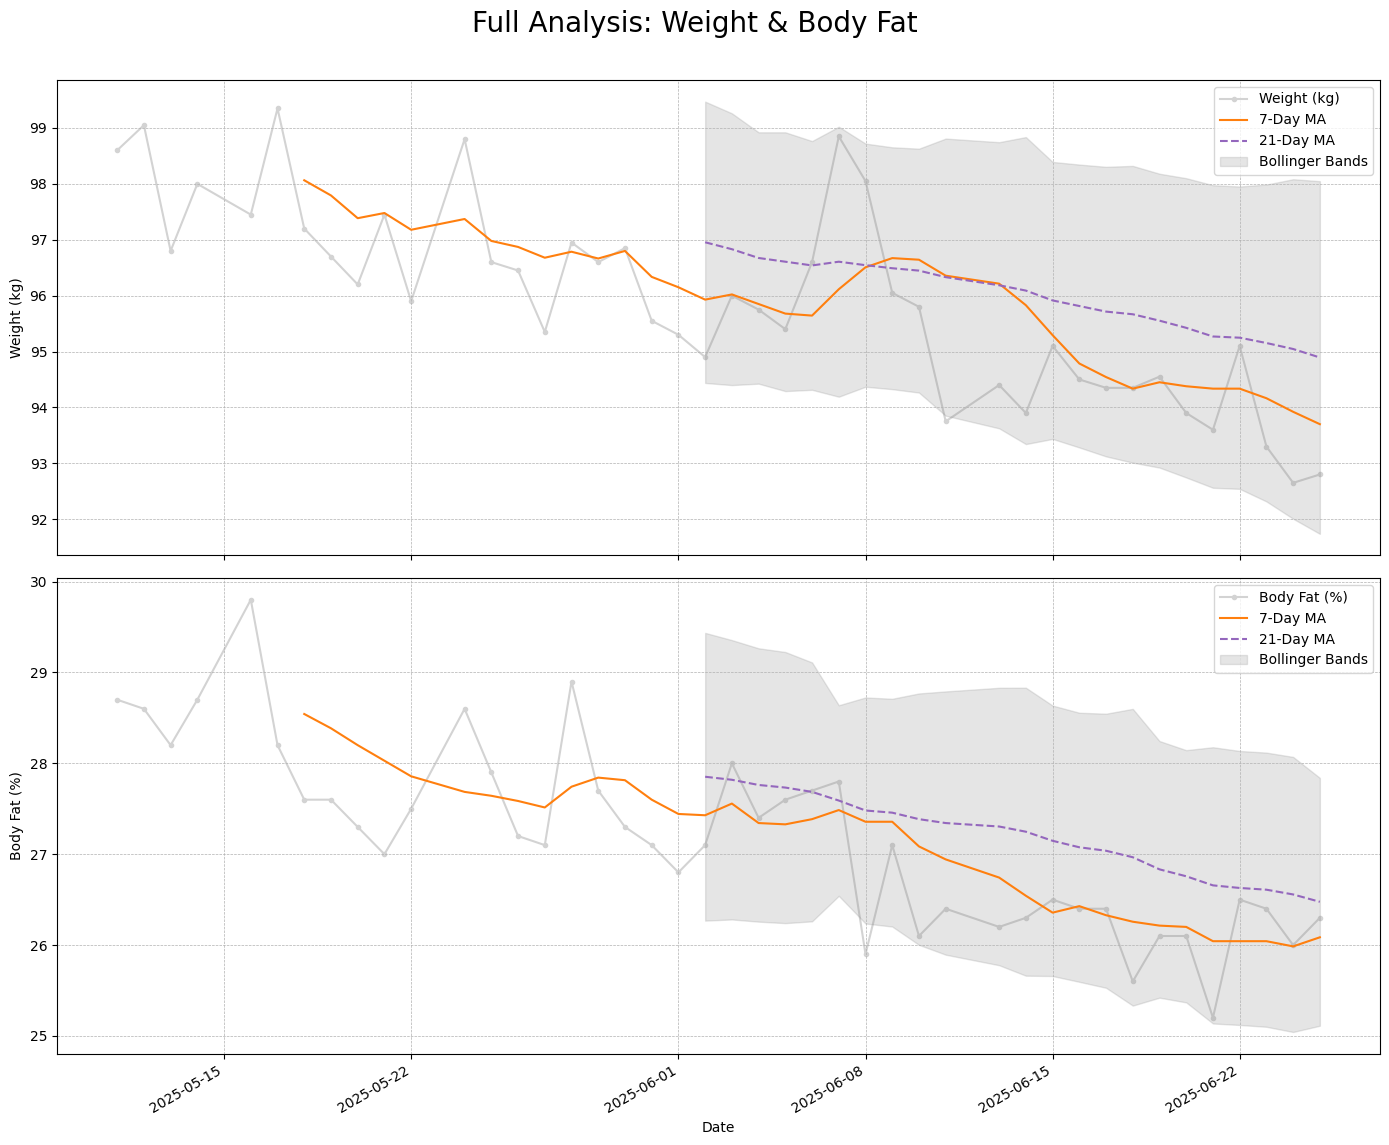 Full Analysis: Weight & Body Fat
Weight (kg)
99
98
97
96
95
94
93
92
Weight (kg)
7-Day MA
21-Day MA
Bollinger Bands
Body Fat (%)
30
29
28
27
26
25
Body Fat (%)
7-Day MA
21-Day MA
Bollinger Bands
2025-05-15
2025-05-22
2025-06-01
2025-06-08
2025-06-15
2025-06-22
Date